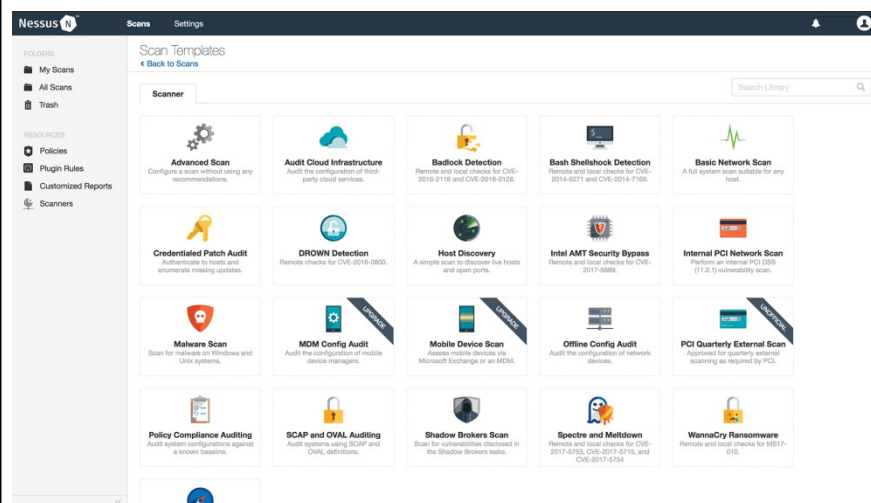 Nessus N
Scans Settings
FOLDERS
My Scans
All Scans
Trash
RESOURCES
Policies
Plugin Rules
Customized Reports
Scanners
Scan Templates
Back to Scans
Scanner
Search Library
Advanced Scan
Configure a scan without using any
recommendations.
Audit Cloud Infrastructure
Audit the configuration of third-
party cloud services.
Badlock Detection
Remote and local checks for CVE-
2016-2118 and CVE-2016-0128.
Bash Shellshock Detection
Remote and local checks for CVE-
2014-6271 and CVE-2014-7169.
Basic Network Scan
A full system scan suitable for any
host.
Credentialed Patch Audit
Authenticate to hosts and
enumerate missing updates.
DROWN Detection
Remote checks for CVE-2016-0800.
Host Discovery
A simple scan to discover live hosts
and open ports.
Intel AMT Security Bypass
Remote and local checks for CVE-
2017-5689.
Internal PCI Network Scan
Perform an internal PCI DSS
(11.2.1) vulnerability scan.
Malware Scan
Scan for malware on Windows and
Unix systems.
UPGRADE
MDM Config Audit
Audit the configuration of mobile
device managers.
UPGRADE
Mobile Device Scan
Assess mobile devices via
Microsoft Exchange or an MDM.
Offline Config Audit
Audit the configuration of network
devices.
UNOFFICIAL
PCI Quarterly External Scan
Approved for quarterly external
scanning as required by PCI.
Policy Compliance Auditing
Audit system configurations against
a known baseline.
SCAP and OVAL Auditing
Audit systems using SCAP and
OVAL definitions.
Shadow Brokers Scan
Scan for vulnerabilities disclosed in
the Shadow Brokers leaks.
Spectre and Meltdown
Remote and local checks for CVE-
2017-5753, CVE-2017-5715, and
CVE-2017-5754
WannaCry Ransomware
Remote and local checks for MS17-
010.